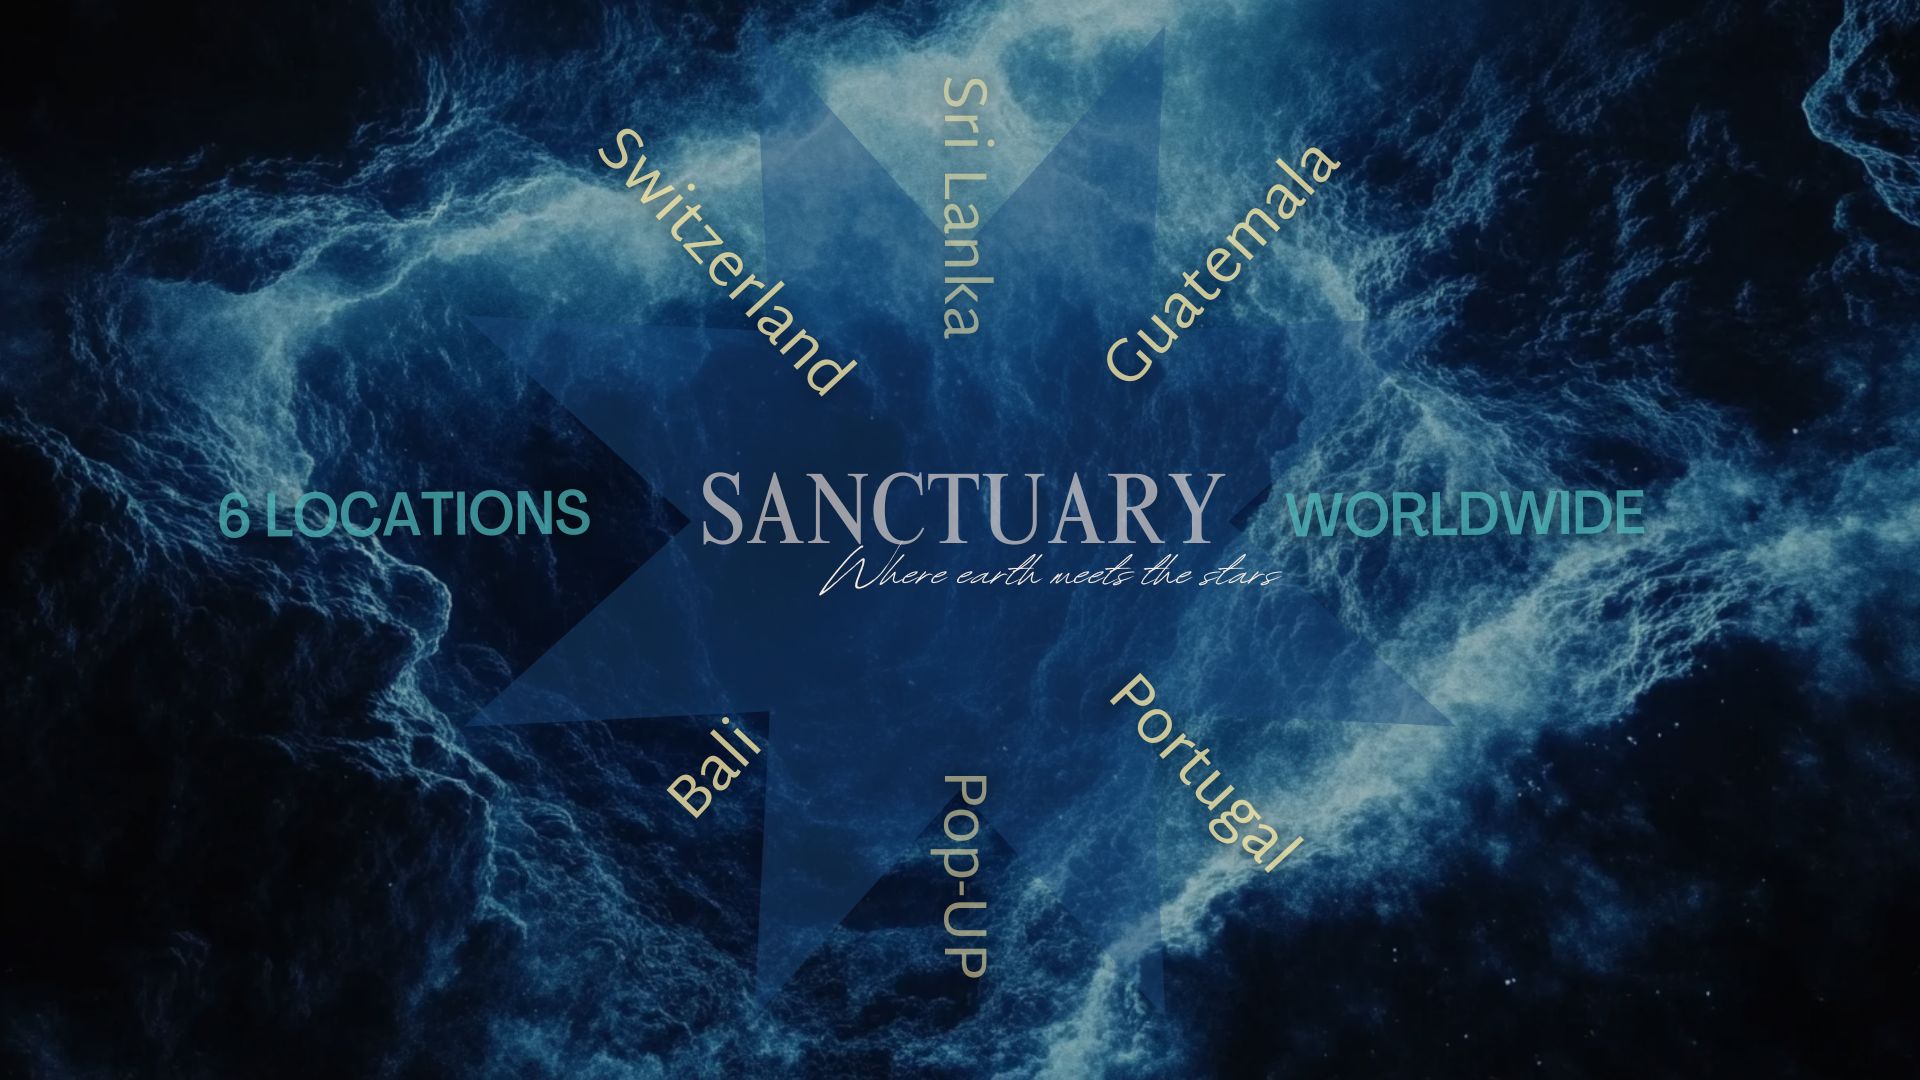 Sri Lanka
Switzerland
Guatemala
6 LOCATIONS
SANCTUARY
WORLDWIDE
Where earth meets the stars
Bali
Portugal
Pop-UP